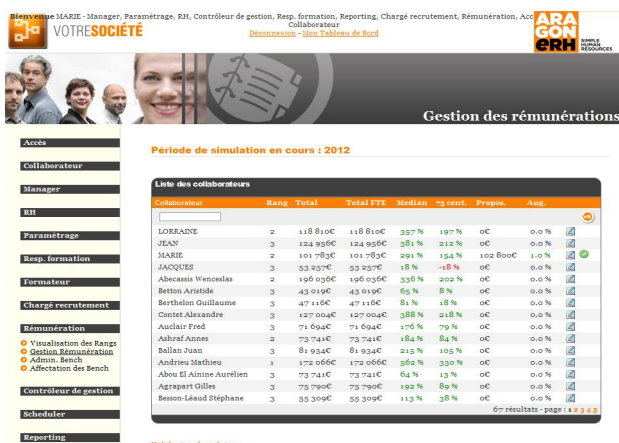 Bienvenue MARIE - Manager, Paramétrage, RH, Contrôleur de gestion, Resp. formation, Reporting, Chargé recrutement, Rémunération, Acc
Collaborateur
Déconnexion - Mon Tableau de Bord
VOTRESOCIÉTÉ
ARAGON eRH SIMPLE HUMAN RESOURCES
Gestion des rémunérations
Accès
Collaborateur
Manager
RH
Paramétrage
Resp. formation
Formateur
Chargé recrutement
Rémunération
Visualisation des Rangs
Gestion Rémunération
Admin. Bench
Affectation des Bench
Contrôleur de gestion
Scheduler
Reporting
Période de simulation en cours : 2012
Liste des collaborateurs
Collaborateur Rang Total Total FTE Median 75 cent. Propos. Aug.
ok
LORRAINE 2 118 810€ 118 810€ 357 % 197 % 0€ 0.0 %
JEAN 3 124 956€ 124 956€ 381 % 212 % 0€ 0.0 %
MARIE 2 101 783€ 101 783€ 291 % 154 % 102 800€ 1.0 %
JACQUES 3 53 257€ 53 257€ 18 % -18 % 0€ 0.0 %
Abecassis Wenceslas 2 196 036€ 196 036€ 336 % 202 % 0€ 0.0 %
Betton Aristide 2 43 019€ 43 019€ 65 % 8 % 0€ 0.0 %
Berthelon Guillaume 3 47 116€ 47 116€ 81 % 18 % 0€ 0.0 %
Contet Alexandre 3 127 004€ 127 004€ 388 % 218 % 0€ 0.0 %
Auclair Fred 3 71 694€ 71 694€ 176 % 79 % 0€ 0.0 %
Ashraf Annes 2 73 741€ 73 741€ 184 % 84 % 0€ 0.0 %
Ballan Juan 3 81 934€ 81 934€ 215 % 105 % 0€ 0.0 %
Andrieu Mathieu 1 172 066€ 172 066€ 562 % 330 % 0€ 0.0 %
Abou El Ainine Aurélien 3 73 741€ 73 741€ 64 % 13 % 0€ 0.0 %
Agrapart Gilles 3 75 790€ 75 790€ 192 % 89 % 0€ 0.0 %
Besson-Léaud Stéphane 3 55 309€ 55 309€ 113 % 38 % 0€ 0.0 %
67 résultats - page : 1 2 3 4 5